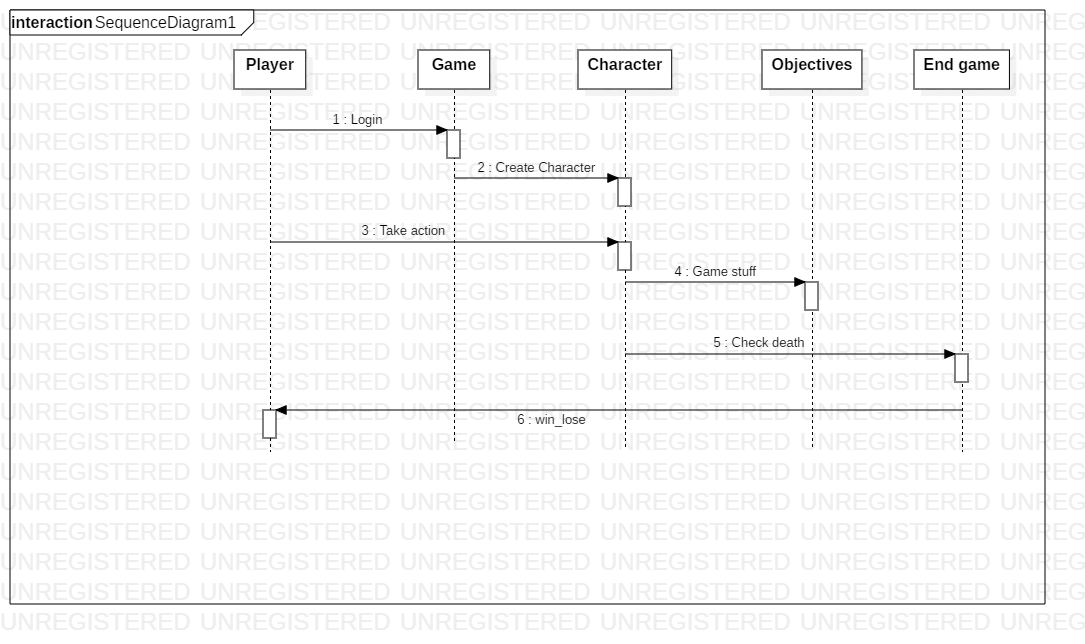 interaction SequenceDiagram1
Player
Game
Character
Objectives
End game
1 : Login
2 : Create Character
3 : Take action
4 : Game stuff
5 : Check death
6 : win_lose
UNREGISTERED